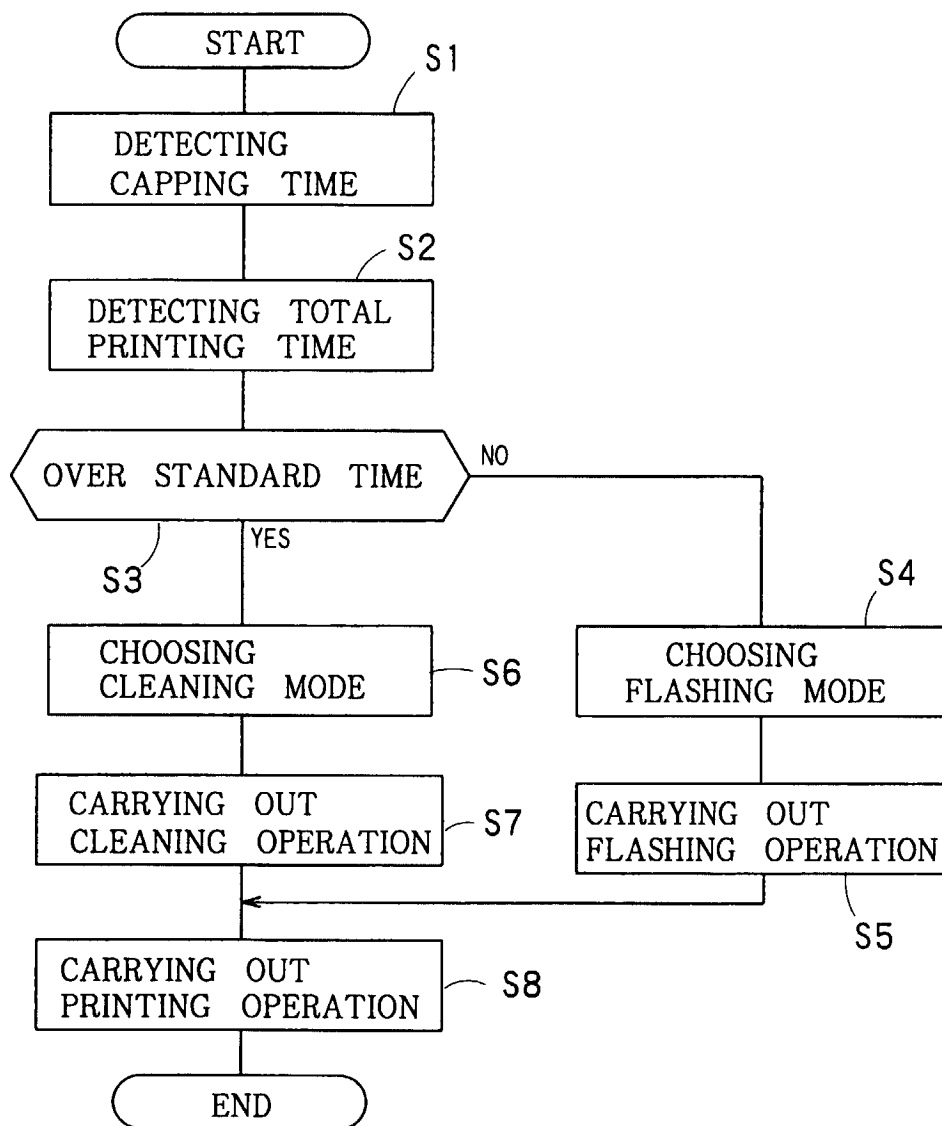 START
S1
DETECTING
CAPPING TIME
S2
DETECTING TOTAL
PRINTING TIME
OVER STANDARD TIME
NO
YES
S3
S4
CHOOSING
CLEANING MODE
S6
CHOOSING
FLASHING MODE
CARRYING OUT
CLEANING OPERATION
S7
CARRYING OUT
FLASHING OPERATION
S5
CARRYING OUT
PRINTING OPERATION
S8
END